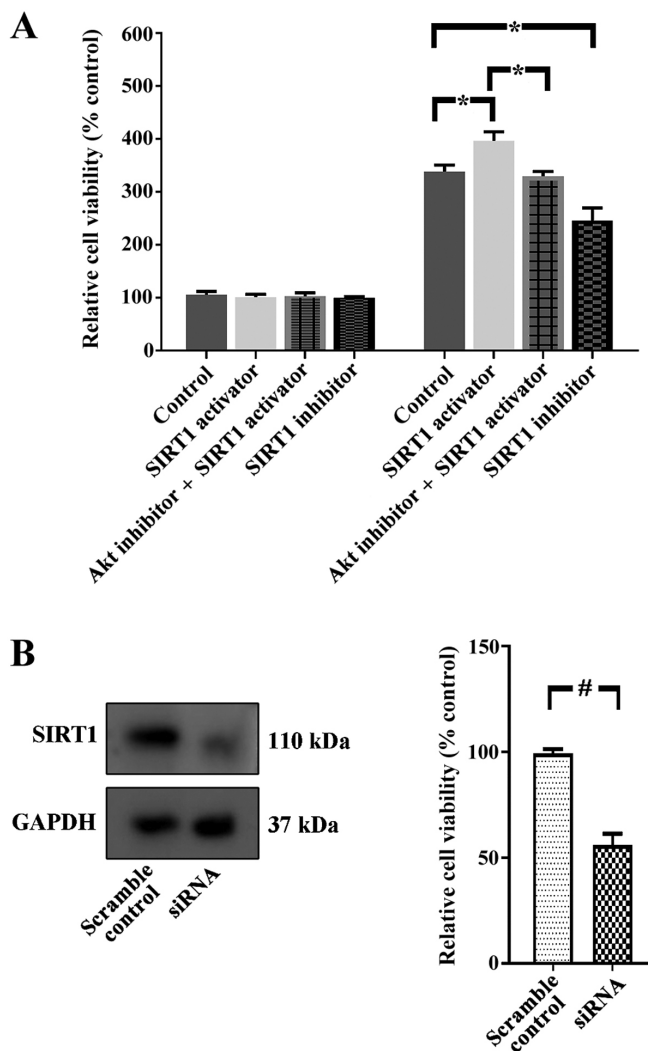 A
Relative cell viability (% control)
600
500
400
300
200
100
0
*
*
*
Control
SIRT1 activator
Akt inhibitor + SIRT1 activator
SIRT1 inhibitor
Control
SIRT1 activator
Akt inhibitor + SIRT1 activator
SIRT1 inhibitor
B
SIRT1
110 kDa
GAPDH
37 kDa
Scramble
control
siRNA
Relative cell viability (% control)
150
100
50
0
#
Scramble
control
siRNA